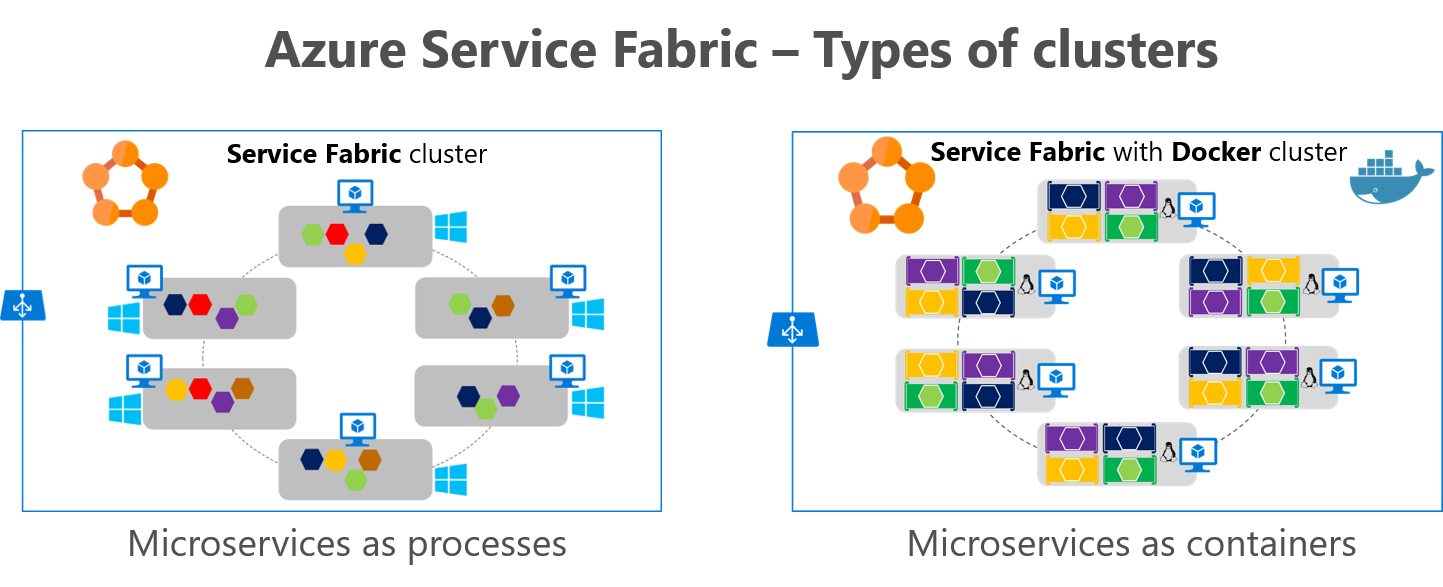 Azure Service Fabric – Types of clusters
Service Fabric cluster
Service Fabric with Docker cluster
Microservices as processes
Microservices as containers